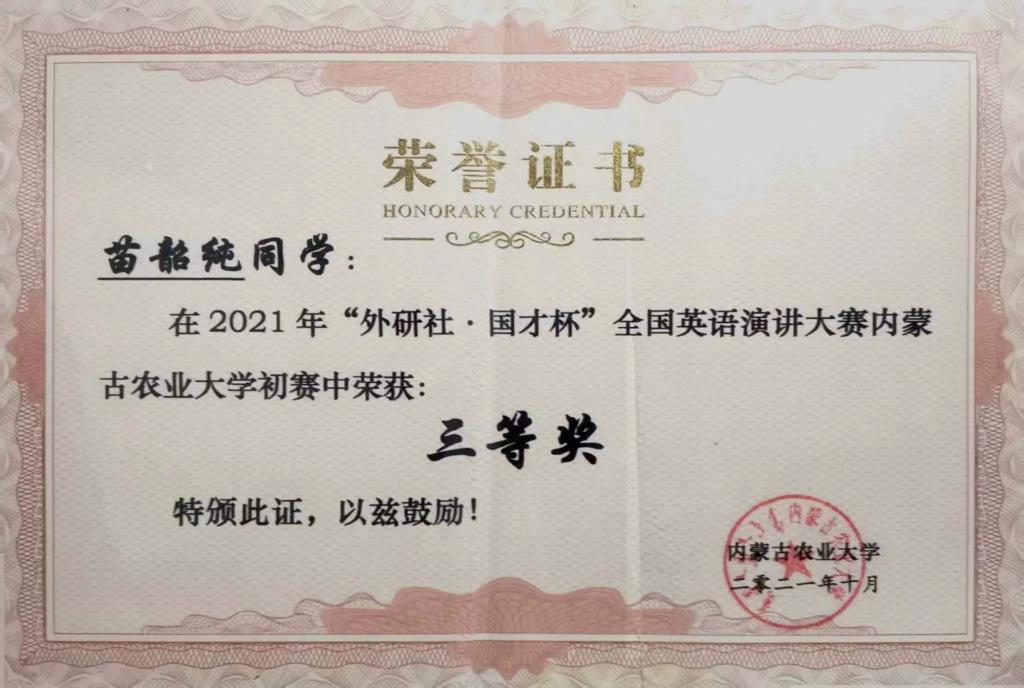 荣誉证书
HONORARY CREDENTIAL
苗韶纯同学：
在2021年“外研社·国才杯”全国英语演讲大赛内蒙
古农业大学初赛中荣获：
三等奖
特颁此证，以兹鼓励！
内蒙古农业大学
二零二一年十月